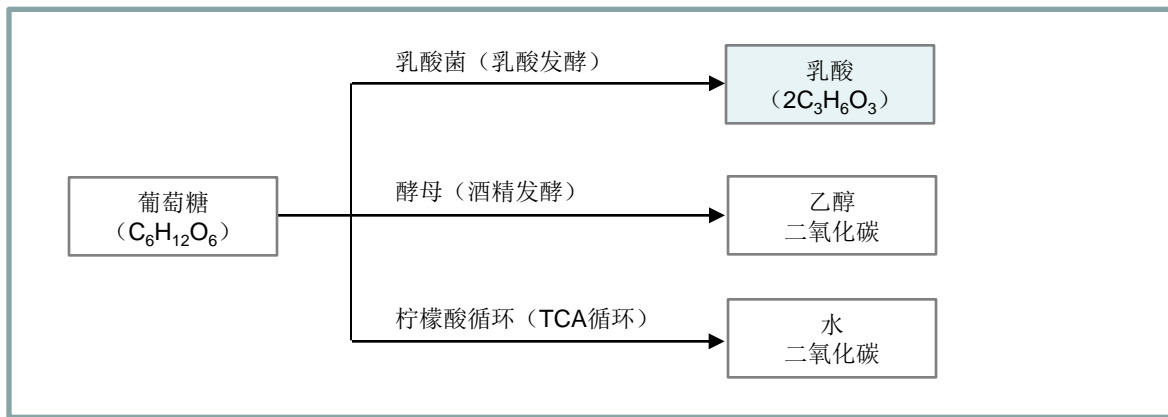 乳酸菌（乳酸发酵）
乳酸
（2C₃H₆O₃）
葡萄糖
（C₆H₁₂O₆）
酵母（酒精发酵）
乙醇
二氧化碳
柠檬酸循环（TCA循环）
水
二氧化碳